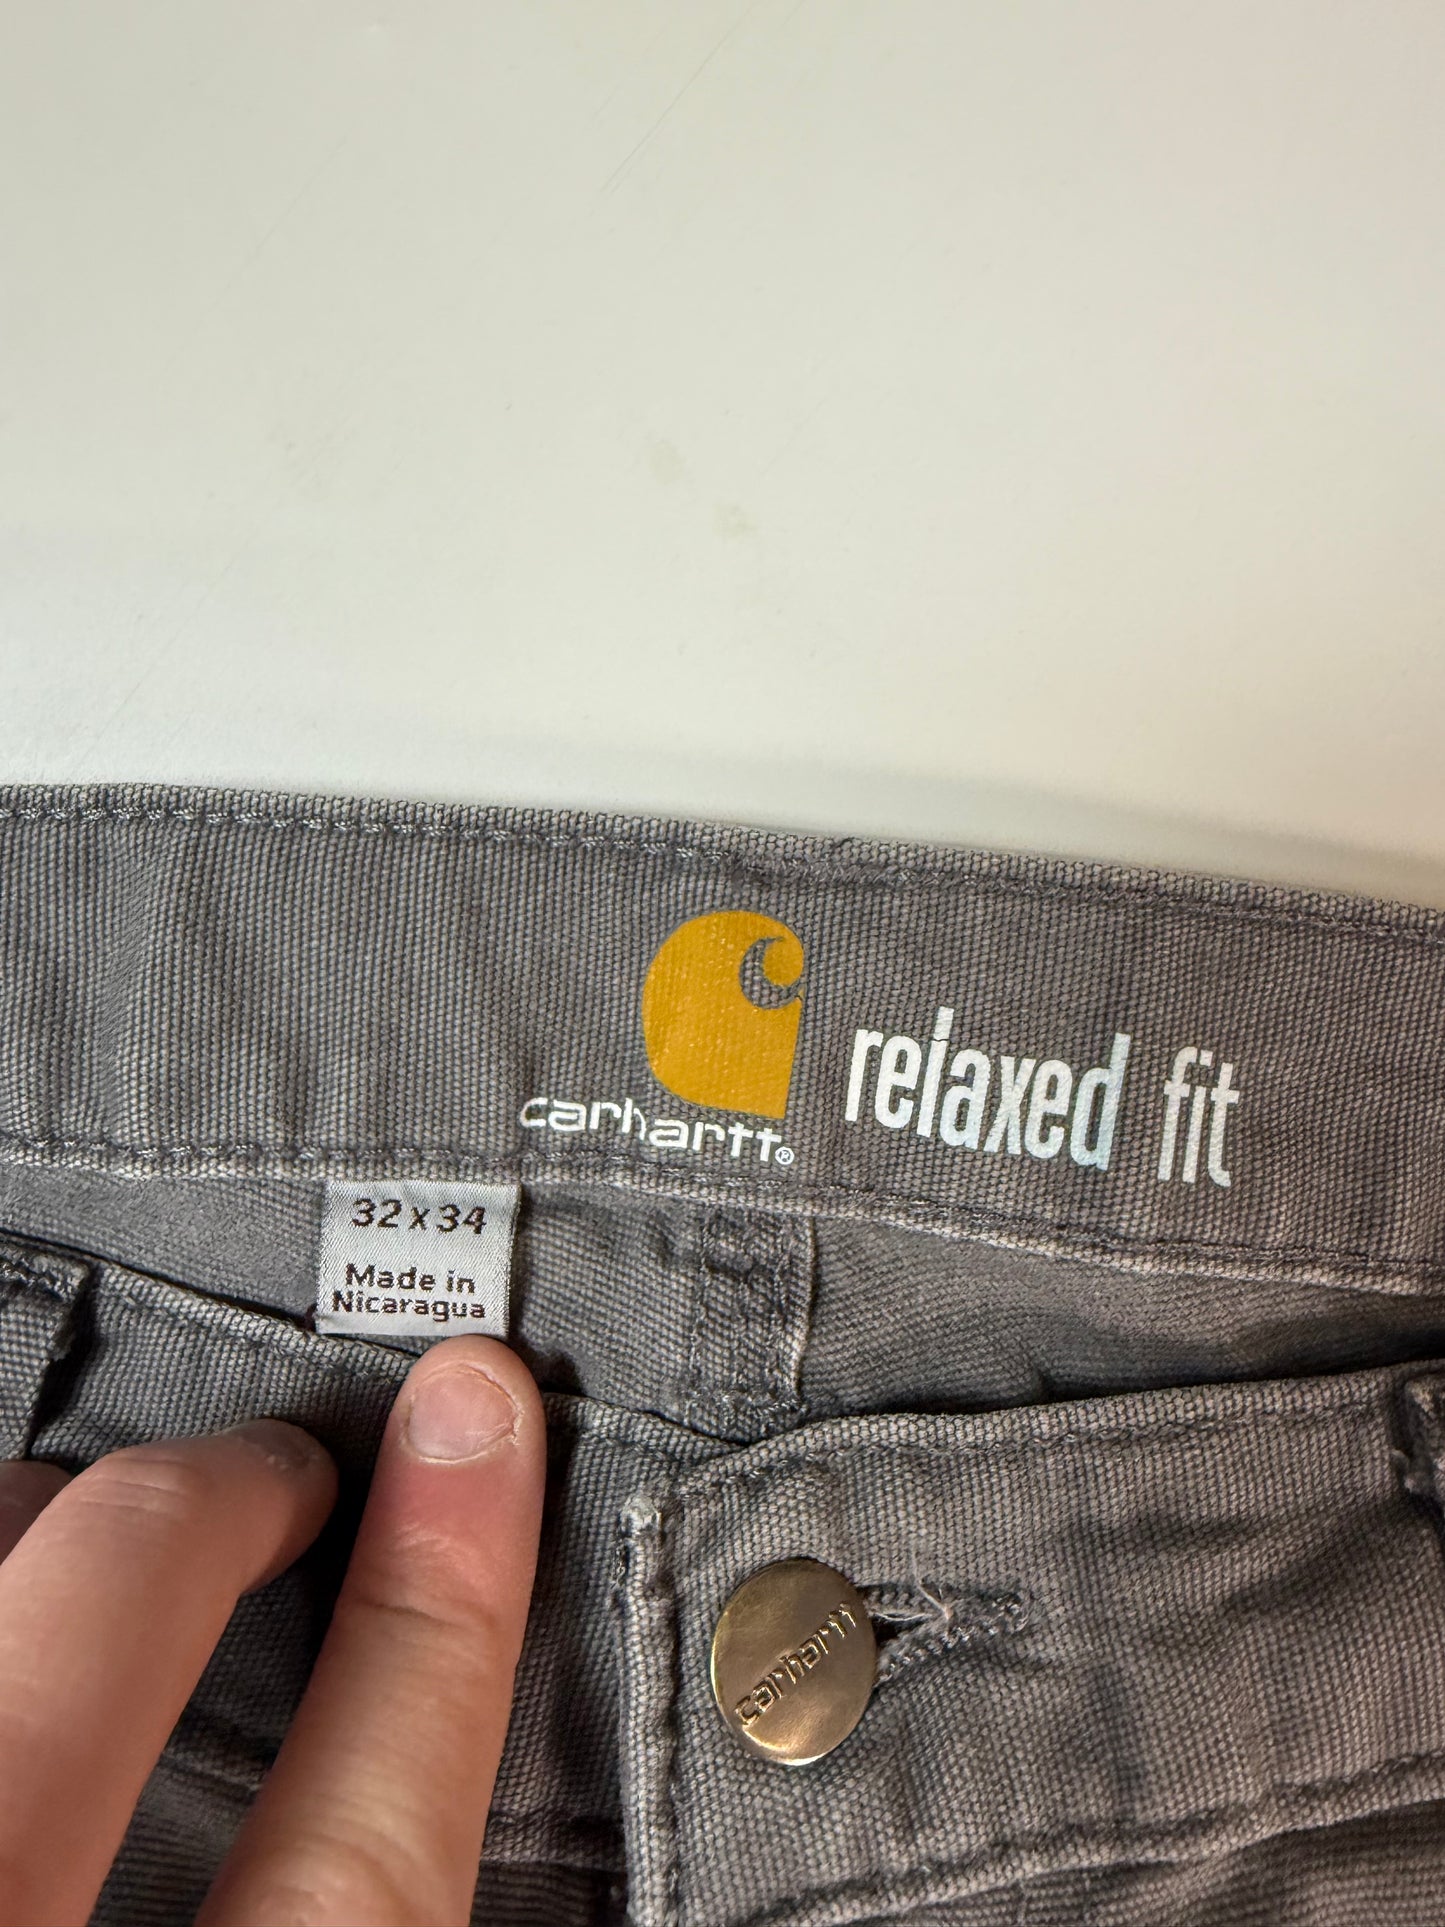 carhartt®
relaxed fit
32 x 34
Made in
Nicaragua
carhartt